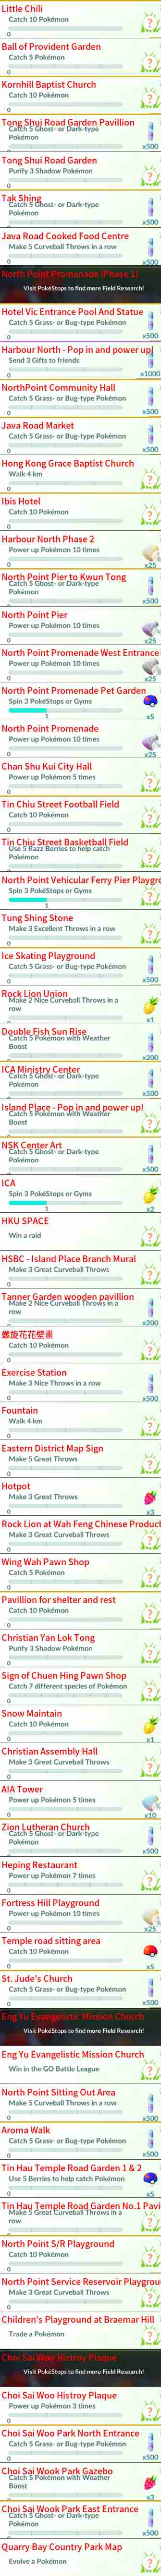 Little Chili
Catch 10 Pokémon
0
Ball of Provident Garden
Catch 5 Pokémon
0
Kornhill Baptist Church
Catch 10 Pokémon
0
Tong Shui Road Garden Pavillion
Catch 5 Ghost- or Dark-type
Pokémon
x500
0
Tong Shui Road Garden
Purify 3 Shadow Pokémon
0
Tak Shing
Catch 5 Ghost- or Dark-type
Pokémon
x500
0
Java Road Cooked Food Centre
Make 5 Curveball Throws in a row
x500
0
North Point Promenade (Phase 1)
Visit PokéStops to find more Field Research!
Hotel Vic Entrance Pool And Statue
Catch 5 Grass- or Bug-type Pokémon
x500
0
Harbour North - Pop in and power up!
Send 3 Gifts to friends
x1000
0
NorthPoint Community Hall
Catch 5 Grass- or Bug-type Pokémon
x500
0
Java Road Market
Catch 5 Grass- or Bug-type Pokémon
x500
0
Hong Kong Grace Baptist Church
Walk 4 km
0
Ibis Hotel
Catch 10 Pokémon
0
Harbour North Phase 2
Power up Pokémon 10 times
x25
0
North Point Pier to Kwun Tong
Catch 5 Ghost- or Dark-type
Pokémon
x500
0
North Point Pier
Power up Pokémon 10 times
x25
0
North Point Promenade West Entrance
Power up Pokémon 10 times
x25
0
North Point Promenade Pet Garden
Spin 3 PokéStops or Gyms
x5
1
North Point Promenade
Power up Pokémon 10 times
x25
0
Chan Shu Kui City Hall
Power up Pokémon 5 times
0
Tin Chiu Street Football Field
Catch 10 Pokémon
0
Tin Chiu Street Basketball Field
Use 5 Razz Berries to help catch
Pokémon
0
North Point Vehicular Ferry Pier Playgro
Spin 3 PokéStops or Gyms
1
Tung Shing Stone
Make 3 Excellent Throws in a row
0
Ice Skating Playground
Catch 5 Grass- or Bug-type Pokémon
x500
0
Rock Lion Union
Make 2 Nice Curveball Throws in a
row
x1
0
Double Fish Sun Rise
Catch 5 Pokémon with Weather
Boost
x200
0
ICA Ministry Center
Catch 5 Ghost- or Dark-type
Pokémon
x500
0
Island Place - Pop in and power up!
Catch 5 Pokémon with Weather
Boost
0
NSK Center Art
Catch 5 Ghost- or Dark-type
Pokémon
x500
0
ICA
Spin 3 PokéStops or Gyms
x2
1
HKU SPACE
Win a raid
HSBC - Island Place Branch Mural
Make 3 Great Curveball Throws
0
Tanner Garden wooden pavillion
Make 2 Nice Curveball Throws in a
row
x200
0
螺旋花花壁畫
Catch 10 Pokémon
0
Exercise Station
Make 3 Nice Throws in a row
x500
0
Fountain
Walk 4 km
0
Eastern District Map Sign
Make 5 Great Throws
0
Hotpot
Make 3 Great Throws
x3
0
Rock Lion at Wah Feng Chinese Product
Make 3 Great Curveball Throws
0
Wing Wah Pawn Shop
Catch 5 Pokémon
0
Pavillion for shelter and rest
Catch 10 Pokémon
0
Christian Yan Lok Tong
Purify 3 Shadow Pokémon
0
Sign of Chuen Hing Pawn Shop
Catch 7 different species of Pokémon
0
Snow Maintain
Catch 10 Pokémon
x1
0
Christian Assembly Hall
Make 3 Great Curveball Throws
0
AIA Tower
Power up Pokémon 5 times
x10
0
Zion Lutheran Church
Catch 5 Ghost- or Dark-type
Pokémon
x500
0
Heping Restaurant
Power up Pokémon 7 times
0
Fortress Hill Playground
Power up Pokémon 10 times
x25
0
Temple road sitting area
Catch 10 Pokémon
x5
0
St. Jude's Church
Catch 5 Grass- or Bug-type Pokémon
x500
0
Eng Yu Evangelistic Mission Church
Visit PokéStops to find more Field Research!
Eng Yu Evangelistic Mission Church
Win in the GO Battle League
North Point Sitting Out Area
Make 5 Curveball Throws in a row
x500
0
Aroma Walk
Catch 5 Grass- or Bug-type Pokémon
x500
0
Tin Hau Temple Road Garden 1 & 2
Use 5 Berries to help catch Pokémon
x5
0
Tin Hau Temple Road Garden No.1 Pavi
Make 5 Great Curveball Throws in a
row
0
North Point S/R Playground
Catch 10 Pokémon
0
North Point Service Reservoir Playgrou
Make 3 Great Curveball Throws
0
Children's Playground at Braemar Hill
Trade a Pokémon
Choi Sai Woo Histroy Plaque
Visit PokéStops to find more Field Research!
Choi Sai Woo Histroy Plaque
Power up Pokémon 3 times
0
Choi Sai Woo Park North Entrance
Catch 5 Grass- or Bug-type Pokémon
x500
0
Choi Sai Wook Park Gazebo
Catch 5 Pokémon with Weather
Boost
x3
0
Choi Sai Wook Park East Entrance
Catch 5 Ghost- or Dark-type
Pokémon
x500
0
Quarry Bay Country Park Map
Evolve a Pokémon